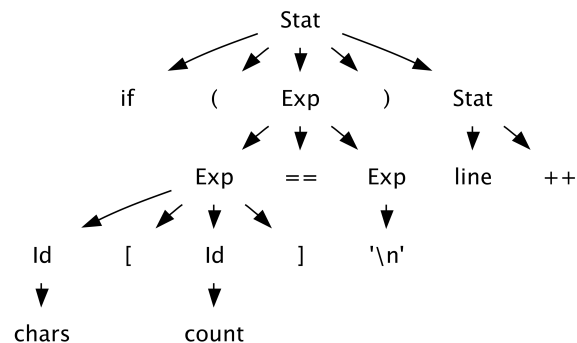 Stat
if ( Exp ) Stat
Exp == Exp line ++
Id [ Id ] '\n'
chars count